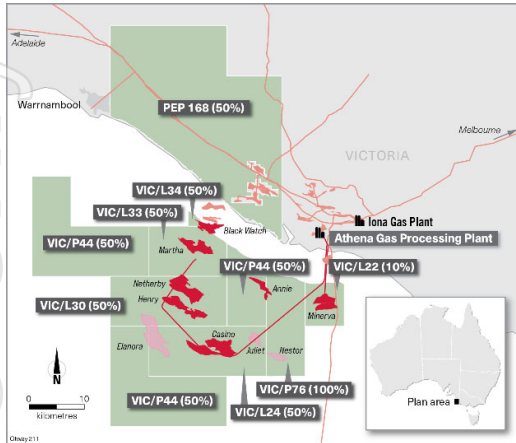 Adelaide
Warrnambool
PEP 168 (50%)
Melbourne
VICTORIA
VIC/L34 (50%)
VIC/L33 (50%)
VIC/P44 (50%)
Black Watch
Martha
Iona Gas Plant
Athena Gas Processing Plant
VIC/P44 (50%)
VIC/L22 (10%)
Netherby
Annie
VIC/L30 (50%)
Henry
Minerva
Casino
Elanora
Juliet
Nestor
VIC/P76 (100%)
VIC/P44 (50%)
VIC/L24 (50%)
N
0 10
kilometres
Plan area
Otway 211